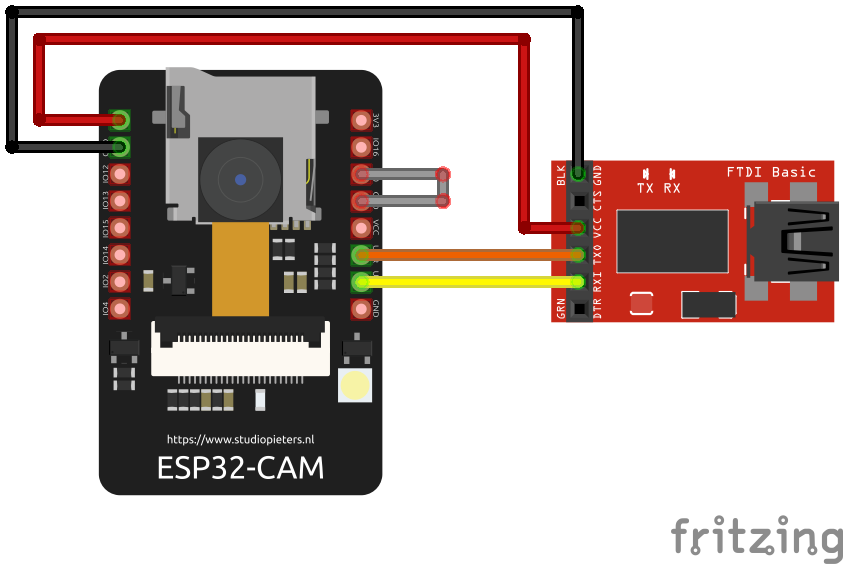 3V3
IO16
IO12
IO13
IO15
IO14
IO2
IO4
VCC
GND
https://www.studiopieters.nl
ESP32-CAM
BLK
GRN
GND
CTS
VCC
TXO
RXI
DTR
TX RX
FTDI Basic
fritzing